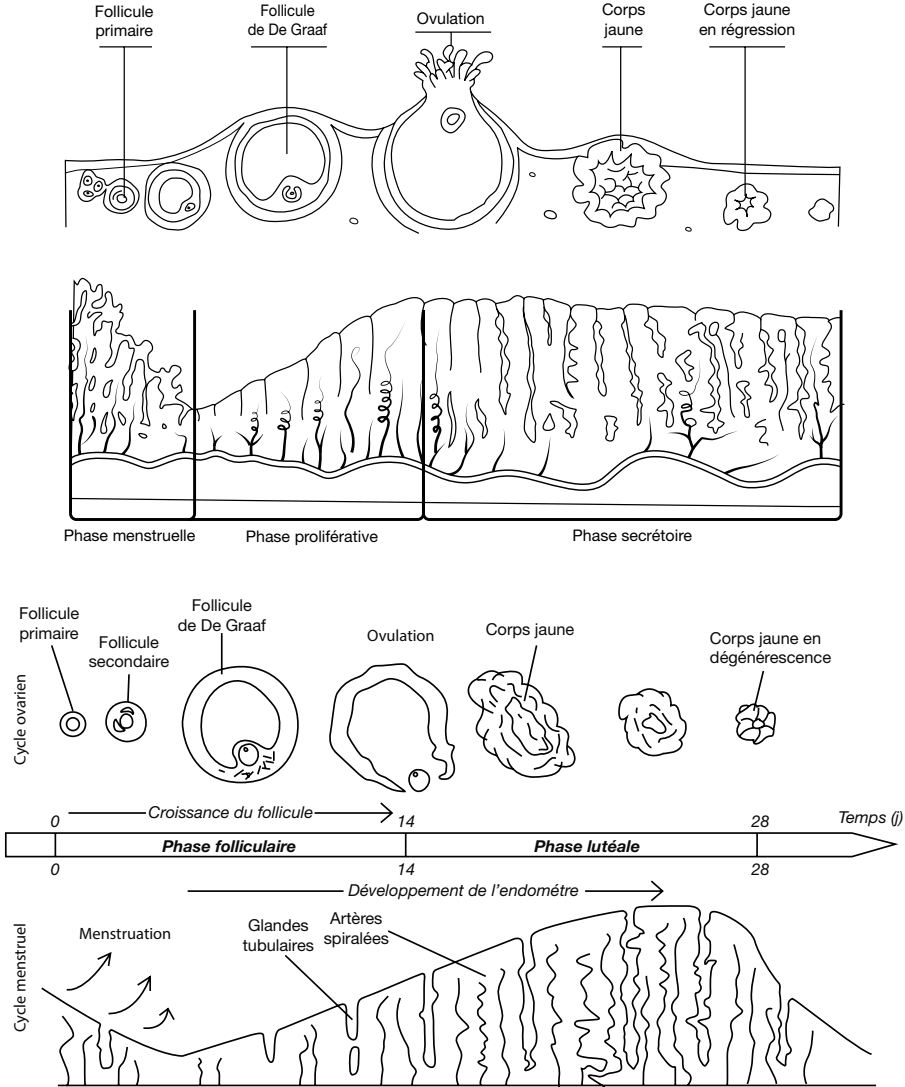 Follicule
primaire
Follicule
de De Graaf
Ovulation
Corps
jaune
Corps jaune
en régression
Phase menstruelle
Phase proliférative
Phase secrétoire
Follicule
primaire
Follicule
secondaire
Follicule
de De Graaf
Ovulation
Corps jaune
Corps jaune en
dégénérescence
Cycle ovarien
Croissance du follicule
0
14
28
Temps (j)
Phase folliculaire
Phase lutéale
0
14
28
Développement de l’endométre
Menstruation
Glandes
tubulaires
Artères
spiralées
Cycle menstruel